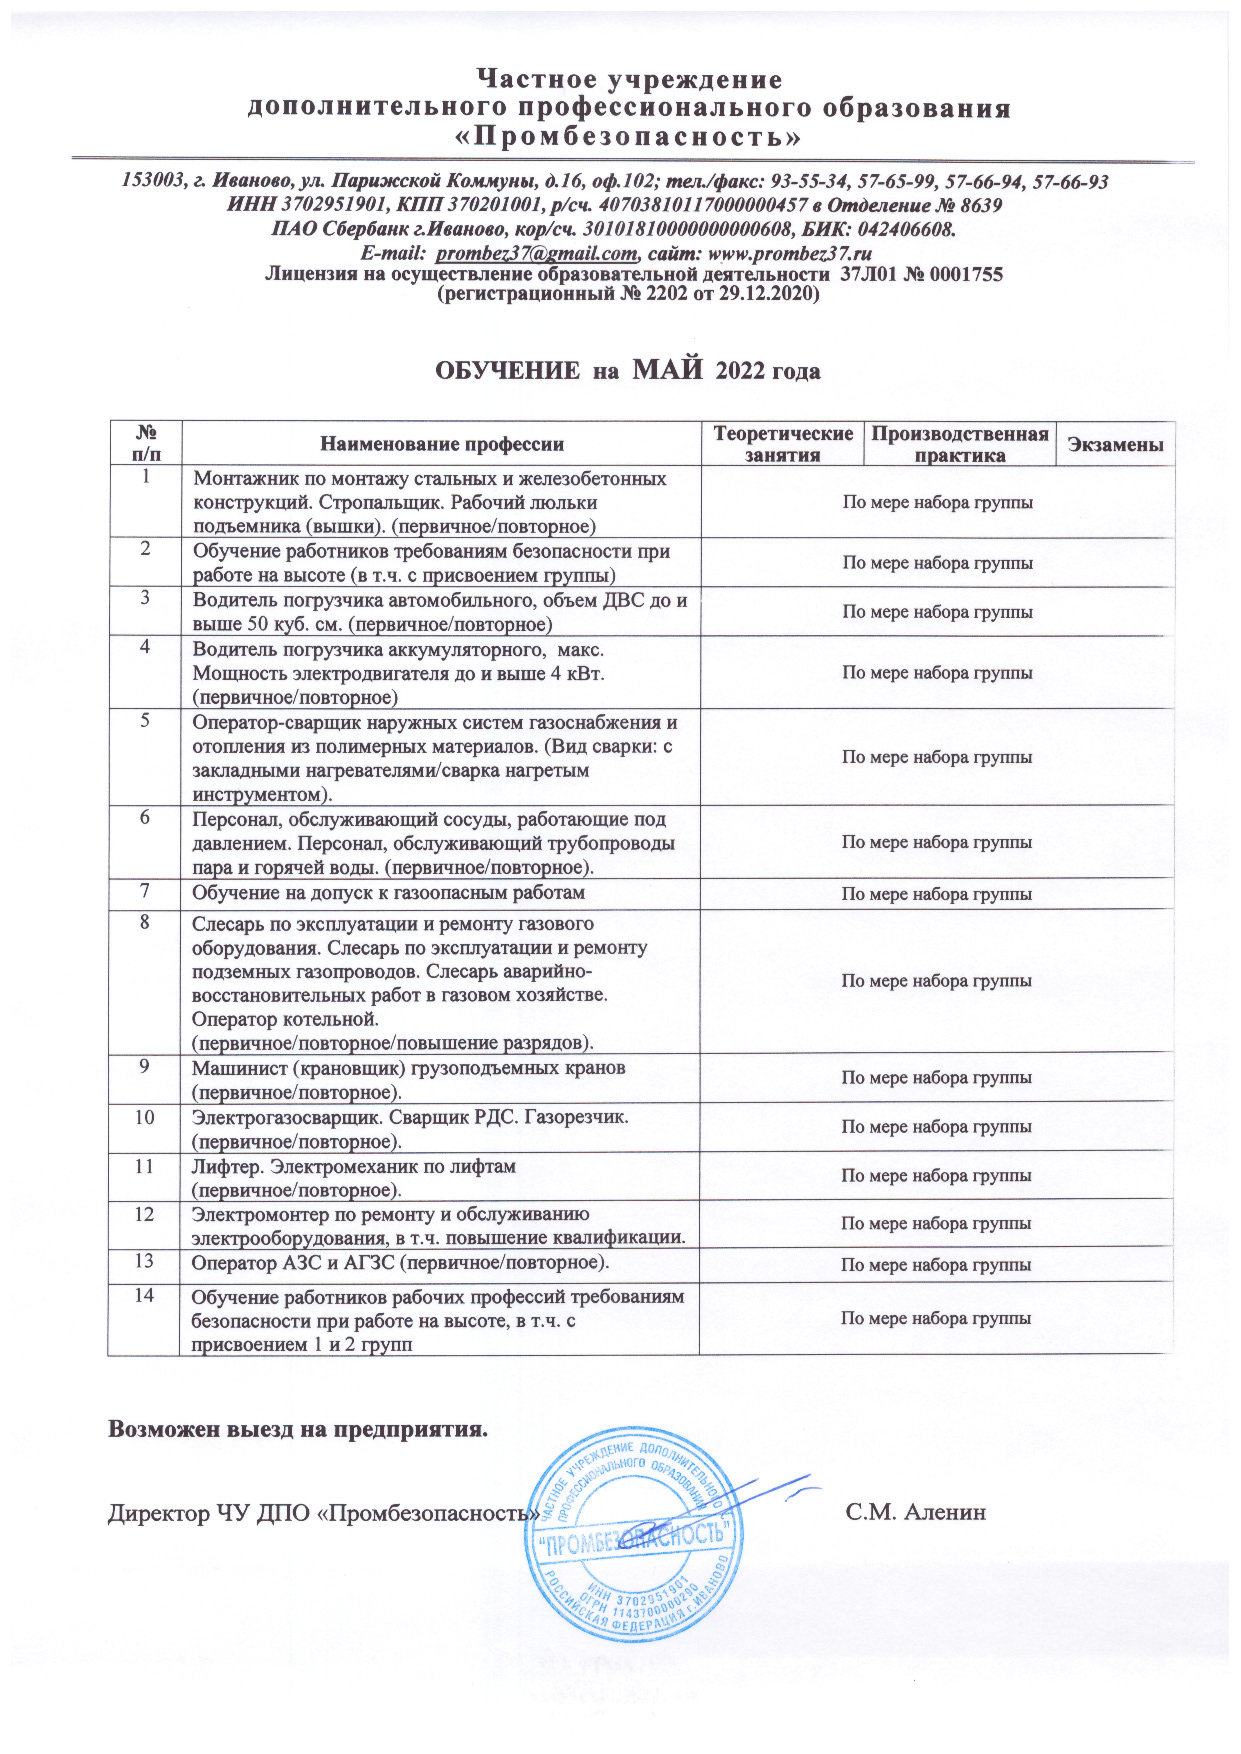 Частное учреждение
дополнительного профессионального образования
«Промбезопасность»
153003, г. Иваново, ул. Парижской Коммуны, д.16, оф.102; тел./факс: 93-55-34, 57-65-99, 57-66-94, 57-66-93
ИНН 3702951901, КПП 370201001, р/сч. 40703810117000000457 в Отделение № 8639
ПАО Сбербанк г.Иваново, кор/сч. 30101810000000000608, БИК: 042406608.
E-mail: prombez37@gmail.com, сайт: www.prombez37.ru
Лицензия на осуществление образовательной деятельности 37Л01 № 0001755
(регистрационный № 2202 от 29.12.2020)
ОБУЧЕНИЕ на МАЙ 2022 года
№ п/п
Наименование профессии
Теоретические занятия
Производственная практика
Экзамены
1
Монтажник по монтажу стальных и железобетонных
конструкций. Стропальщик. Рабочий люльки
подъемника (вышки). (первичное/повторное)
По мере набора группы
2
Обучение работников требованиям безопасности при
работе на высоте (в т.ч. с присвоением группы)
По мере набора группы
3
Водитель погрузчика автомобильного, объем ДВС до и
выше 50 куб. см. (первичное/повторное)
По мере набора группы
4
Водитель погрузчика аккумуляторного, макс.
Мощность электродвигателя до и выше 4 кВт.
(первичное/повторное)
По мере набора группы
5
Оператор-сварщик наружных систем газоснабжения и
отопления из полимерных материалов. (Вид сварки: с
закладными нагревателями/сварка нагретым
инструментом).
По мере набора группы
6
Персонал, обслуживающий сосуды, работающие под
давлением. Персонал, обслуживающий трубопроводы
пара и горячей воды. (первичное/повторное).
По мере набора группы
7
Обучение на допуск к газоопасным работам
По мере набора группы
8
Слесарь по эксплуатации и ремонту газового
оборудования. Слесарь по эксплуатации и ремонту
подземных газопроводов. Слесарь аварийно-
восстановительных работ в газовом хозяйстве.
Оператор котельной.
(первичное/повторное/повышение разрядов).
По мере набора группы
9
Машинист (крановщик) грузоподъемных кранов
(первичное/повторное).
По мере набора группы
10
Электрогазосварщик. Сварщик РДС. Газорезчик.
(первичное/повторное).
По мере набора группы
11
Лифтер. Электромеханик по лифтам
(первичное/повторное).
По мере набора группы
12
Электромонтер по ремонту и обслуживанию
электрооборудования, в т.ч. повышение квалификации.
По мере набора группы
13
Оператор АЗС и АГЗС (первичное/повторное).
По мере набора группы
14
Обучение работников рабочих профессий требованиям
безопасности при работе на высоте, в т.ч. с
присвоением 1 и 2 групп
По мере набора группы
Возможен выезд на предприятия.
Директор ЧУ ДПО «Промбезопасность»
С.М. Аленин
ЧАСТНОЕ УЧРЕЖДЕНИЕ ДОПОЛНИТЕЛЬНОГО
ПРОФЕССИОНАЛЬНОГО ОБРАЗОВАНИЯ
"ПРОМБЕЗОПАСНОСТЬ"
ИНН 3702951901
ОГРН 1143700000290
РОССИЙСКАЯ ФЕДЕРАЦИЯ г.ИВАНОВО